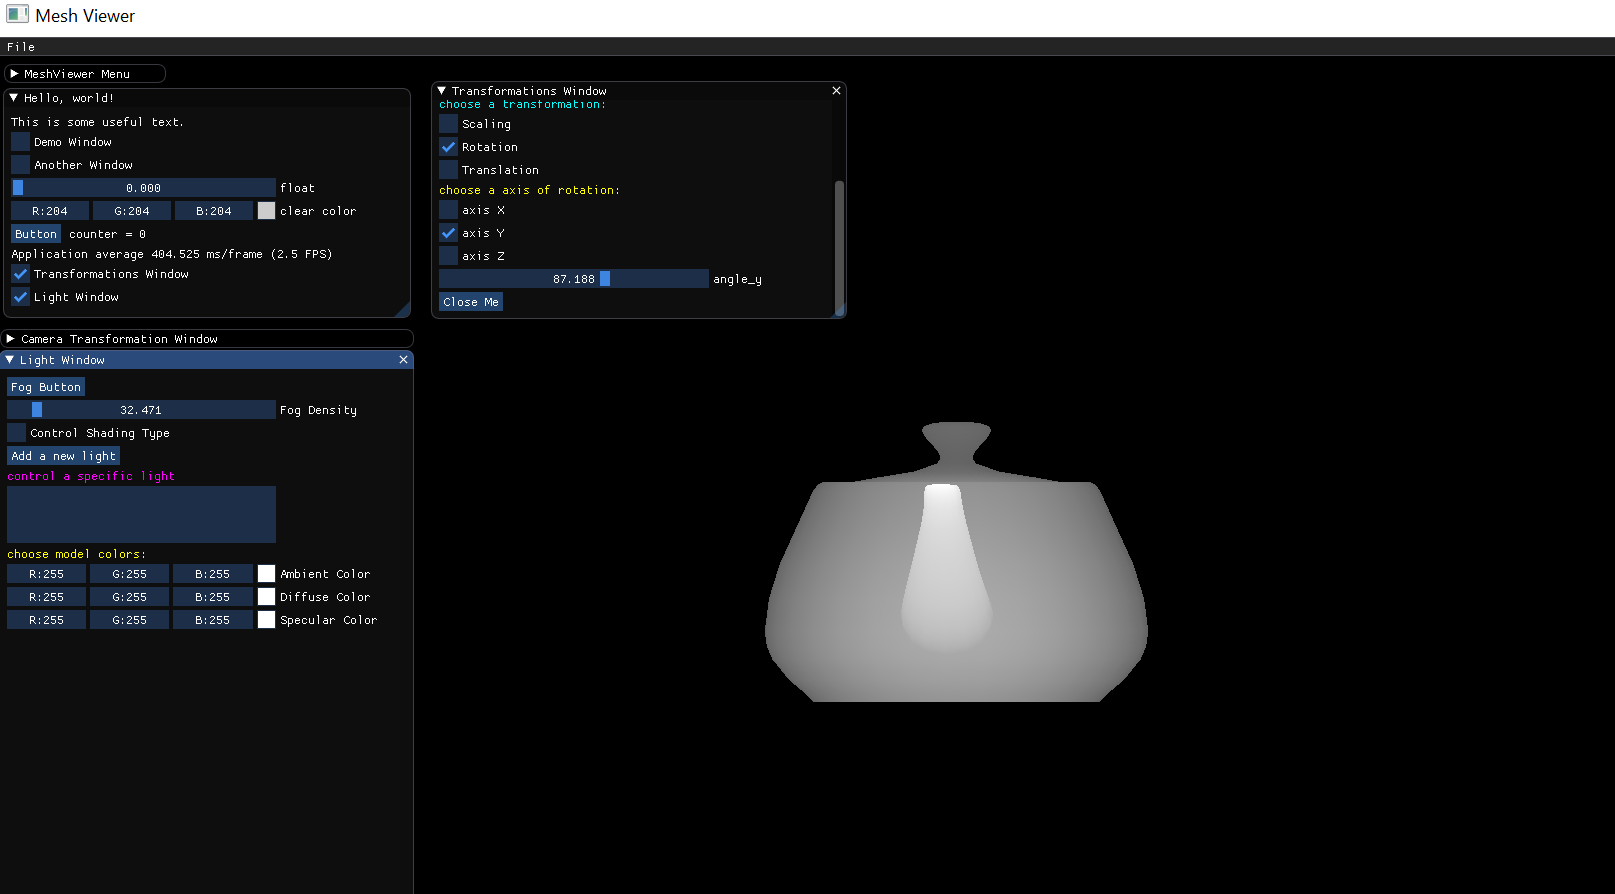 Mesh Viewer
File
MeshViewer Menu
Hello, world!
This is some useful text.
Demo Window
Another Window
0.000 float
R:204 G:204 B:204 clear color
Button counter = 0
Application average 404.525 ms/frame (2.5 FPS)
Transformations Window
Light Window
Transformations Window
choose a transformation:
Scaling
Rotation
Translation
choose a axis of rotation:
axis X
axis Y
axis Z
87.188 angle_y
Close Me
Camera Transformation Window
Light Window
Fog Button
32.471 Fog Density
Control Shading Type
Add a new light
control a specific light
choose model colors:
R:255 G:255 B:255 Ambient Color
R:255 G:255 B:255 Diffuse Color
R:255 G:255 B:255 Specular Color